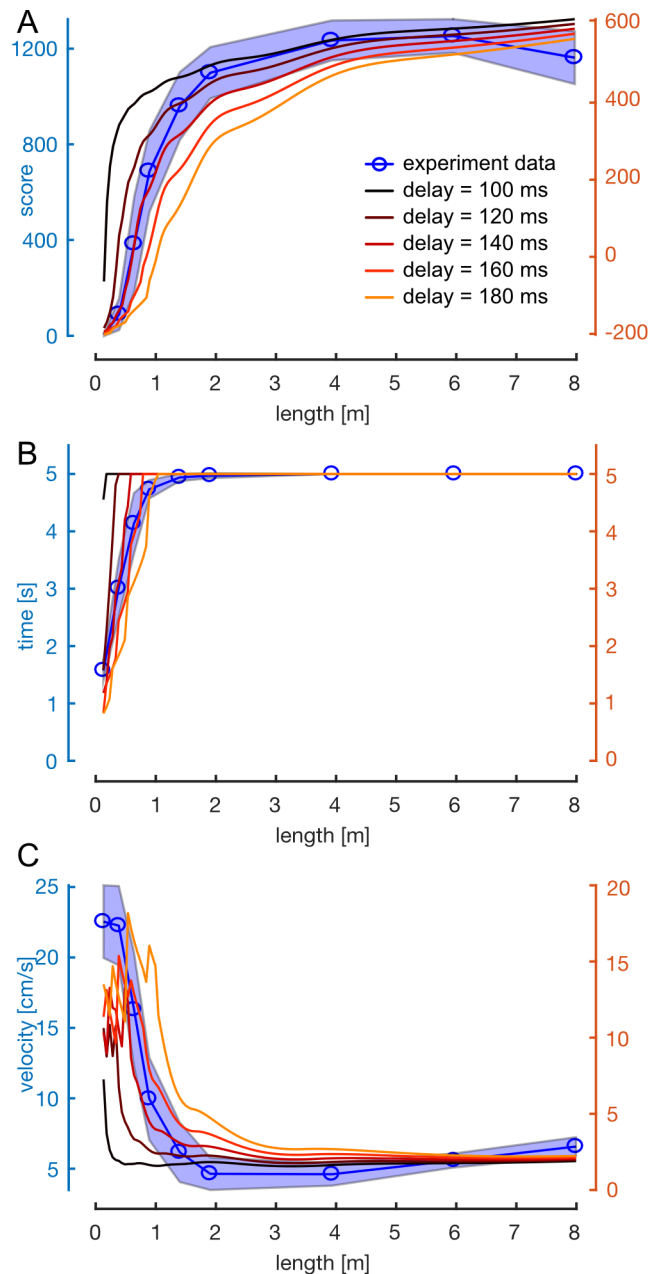 A
1200
800
400
0
score
600
400
200
0
-200
experiment data
delay = 100 ms
delay = 120 ms
delay = 140 ms
delay = 160 ms
delay = 180 ms
0 1 2 3 4 5 6 7 8
length [m]
B
5
4
3
2
1
0
time [s]
5
4
3
2
1
0
0 1 2 3 4 5 6 7 8
length [m]
C
25
20
15
10
5
velocity [cm/s]
20
15
10
5
0
0 1 2 3 4 5 6 7 8
length [m]